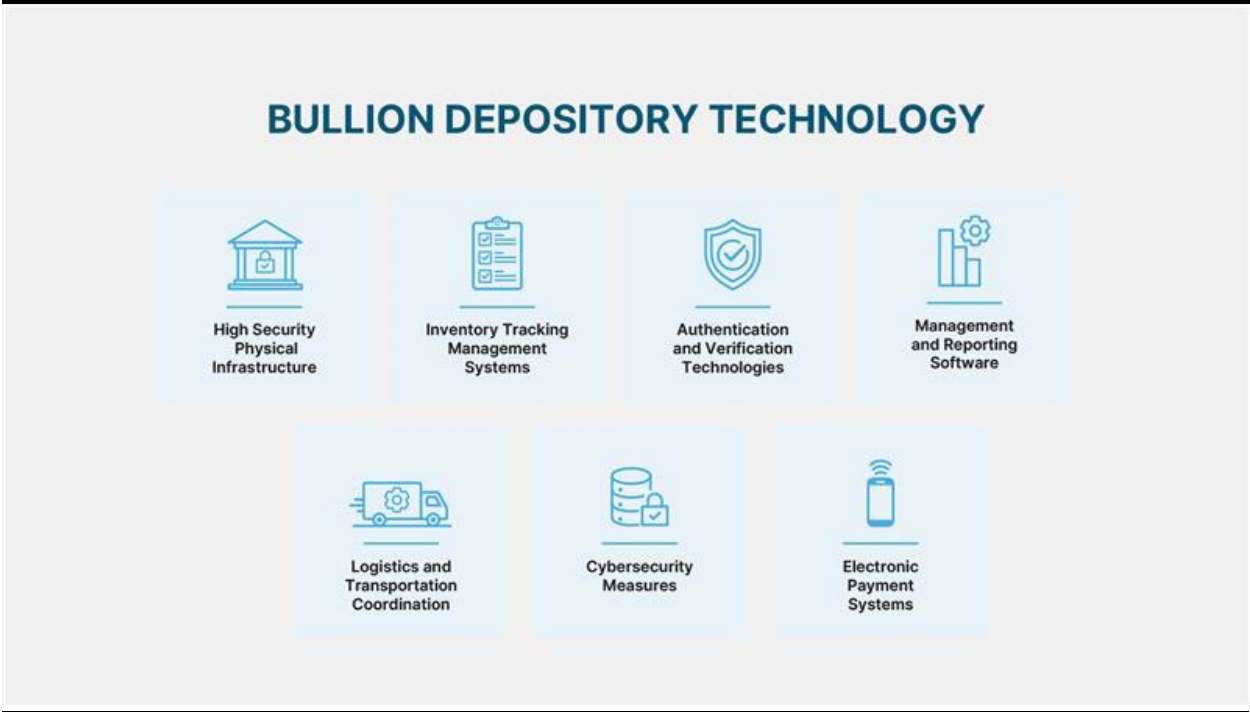 BULLION DEPOSITORY TECHNOLOGY
High Security
Physical
Infrastructure
Inventory Tracking
Management
Systems
Authentication
and Verification
Technologies
Management
and Reporting
Software
Logistics and
Transportation
Coordination
Cybersecurity
Measures
Electronic
Payment
Systems